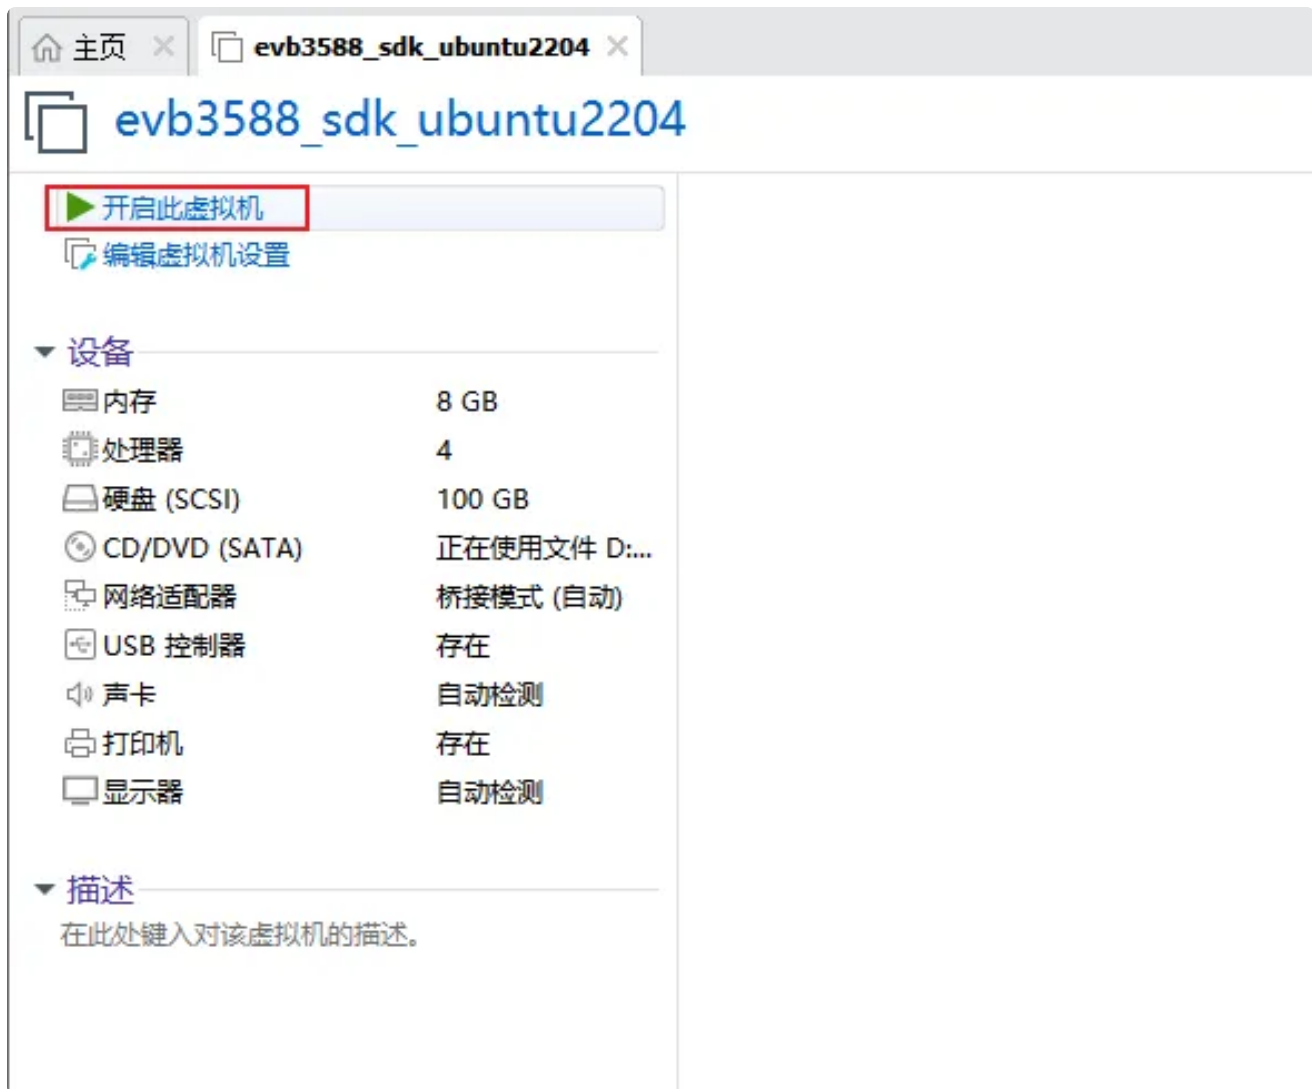 主页
evb3588_sdk_ubuntu2204
evb3588_sdk_ubuntu2204
开启此虚拟机
编辑虚拟机设置
设备
内存 8 GB
处理器 4
硬盘 (SCSI) 100 GB
CD/DVD (SATA) 正在使用文件 D:...
网络适配器 桥接模式 (自动)
USB 控制器 存在
声卡 自动检测
打印机 存在
显示器 自动检测
描述
在此处键入对该虚拟机的描述。